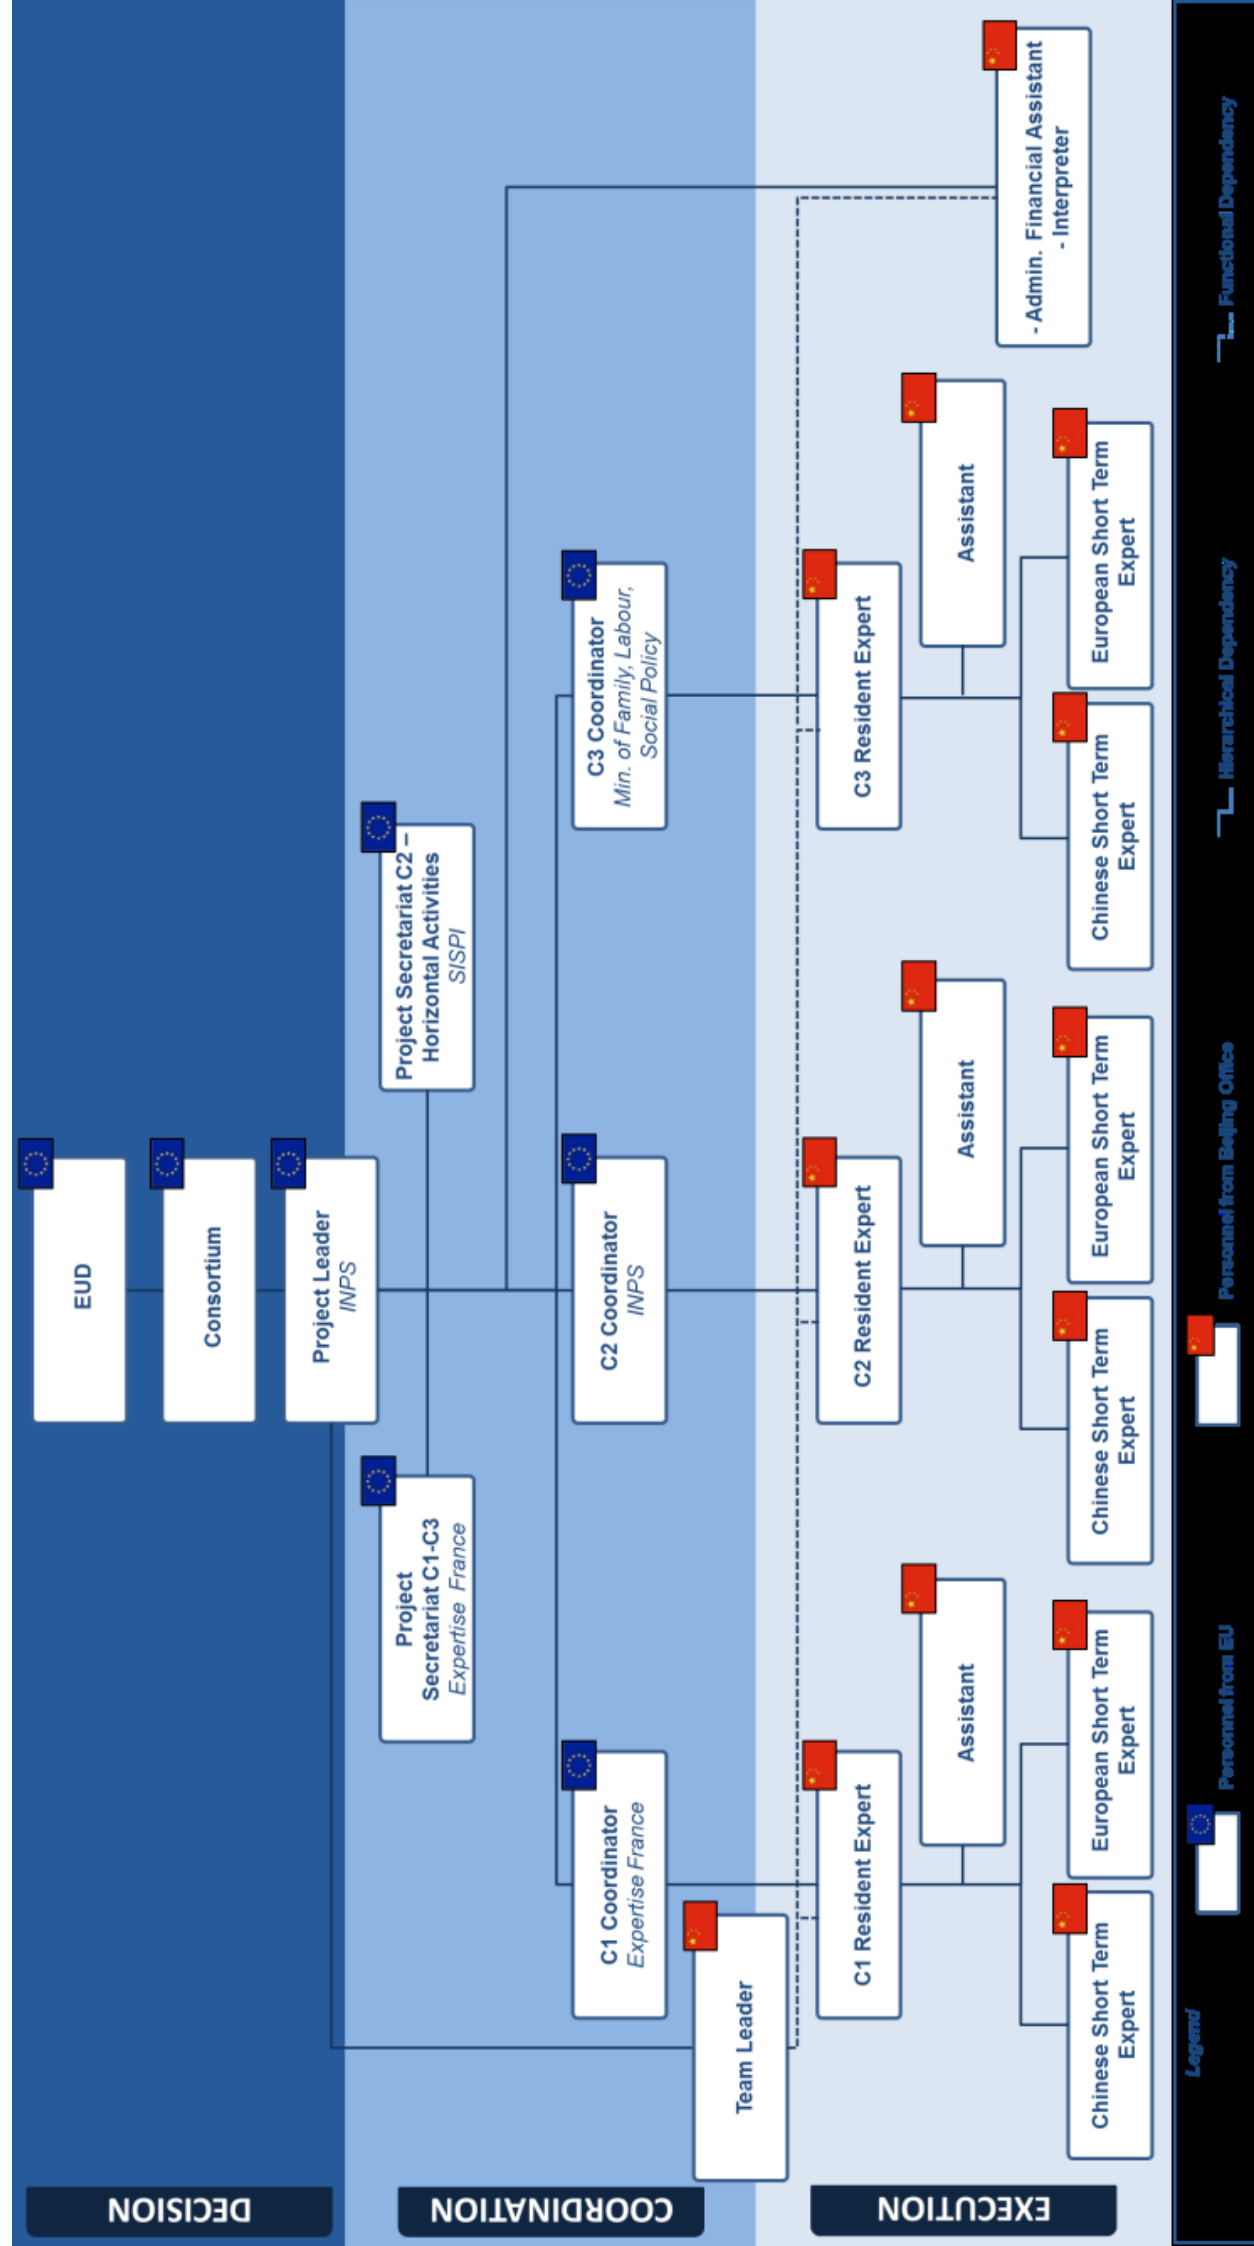 DECISION
EUD
Consortium
Project Leader
INPS
COORDINATION
Project
Secretariat C1-C3
Expertise France
Project Secretariat C2 –
Horizontal Activities
SISPI
C1 Coordinator
Expertise France
C2 Coordinator
INPS
C3 Coordinator
Min. of Family, Labour,
Social Policy
Team Leader
EXECUTION
C1 Resident Expert
C2 Resident Expert
C3 Resident Expert
Assistant
Assistant
Assistant
- Admin. Financial Assistant
- Interpreter
Chinese Short Term
Expert
European Short Term
Expert
Chinese Short Term
Expert
European Short Term
Expert
Chinese Short Term
Expert
European Short Term
Expert
Legend
Personnel from EU
Personnel from Beijing Office
Hierarchical Dependency
Functional Dependency